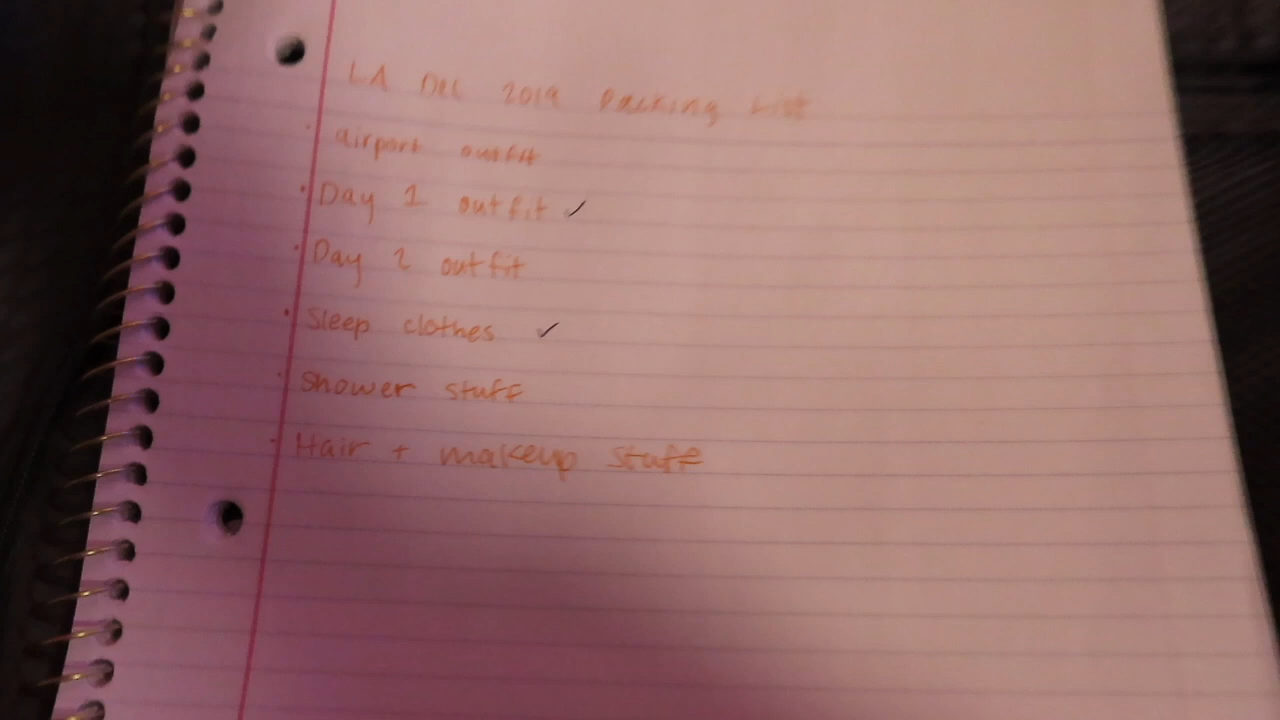 LA Dec 2019 Packing List
· airport outfit
· Day 1 outfit ✓
· Day 2 outfit
· Sleep clothes ✓
· Shower stuff
· Hair + makeup stuff